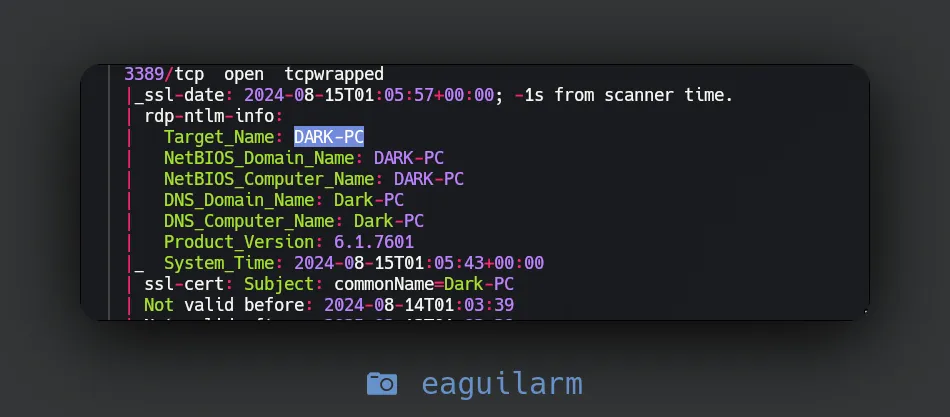 3389/tcp  open  tcpwrapped
|_ssl-date: 2024-08-15T01:05:57+00:00; -1s from scanner time.
| rdp-ntlm-info:
|   Target_Name: DARK-PC
|   NetBIOS_Domain_Name: DARK-PC
|   NetBIOS_Computer_Name: DARK-PC
|   DNS_Domain_Name: Dark-PC
|   DNS_Computer_Name: Dark-PC
|   Product_Version: 6.1.7601
|_  System_Time: 2024-08-15T01:05:43+00:00
| ssl-cert: Subject: commonName=Dark-PC
| Not valid before: 2024-08-14T01:03:39
eaguilarm